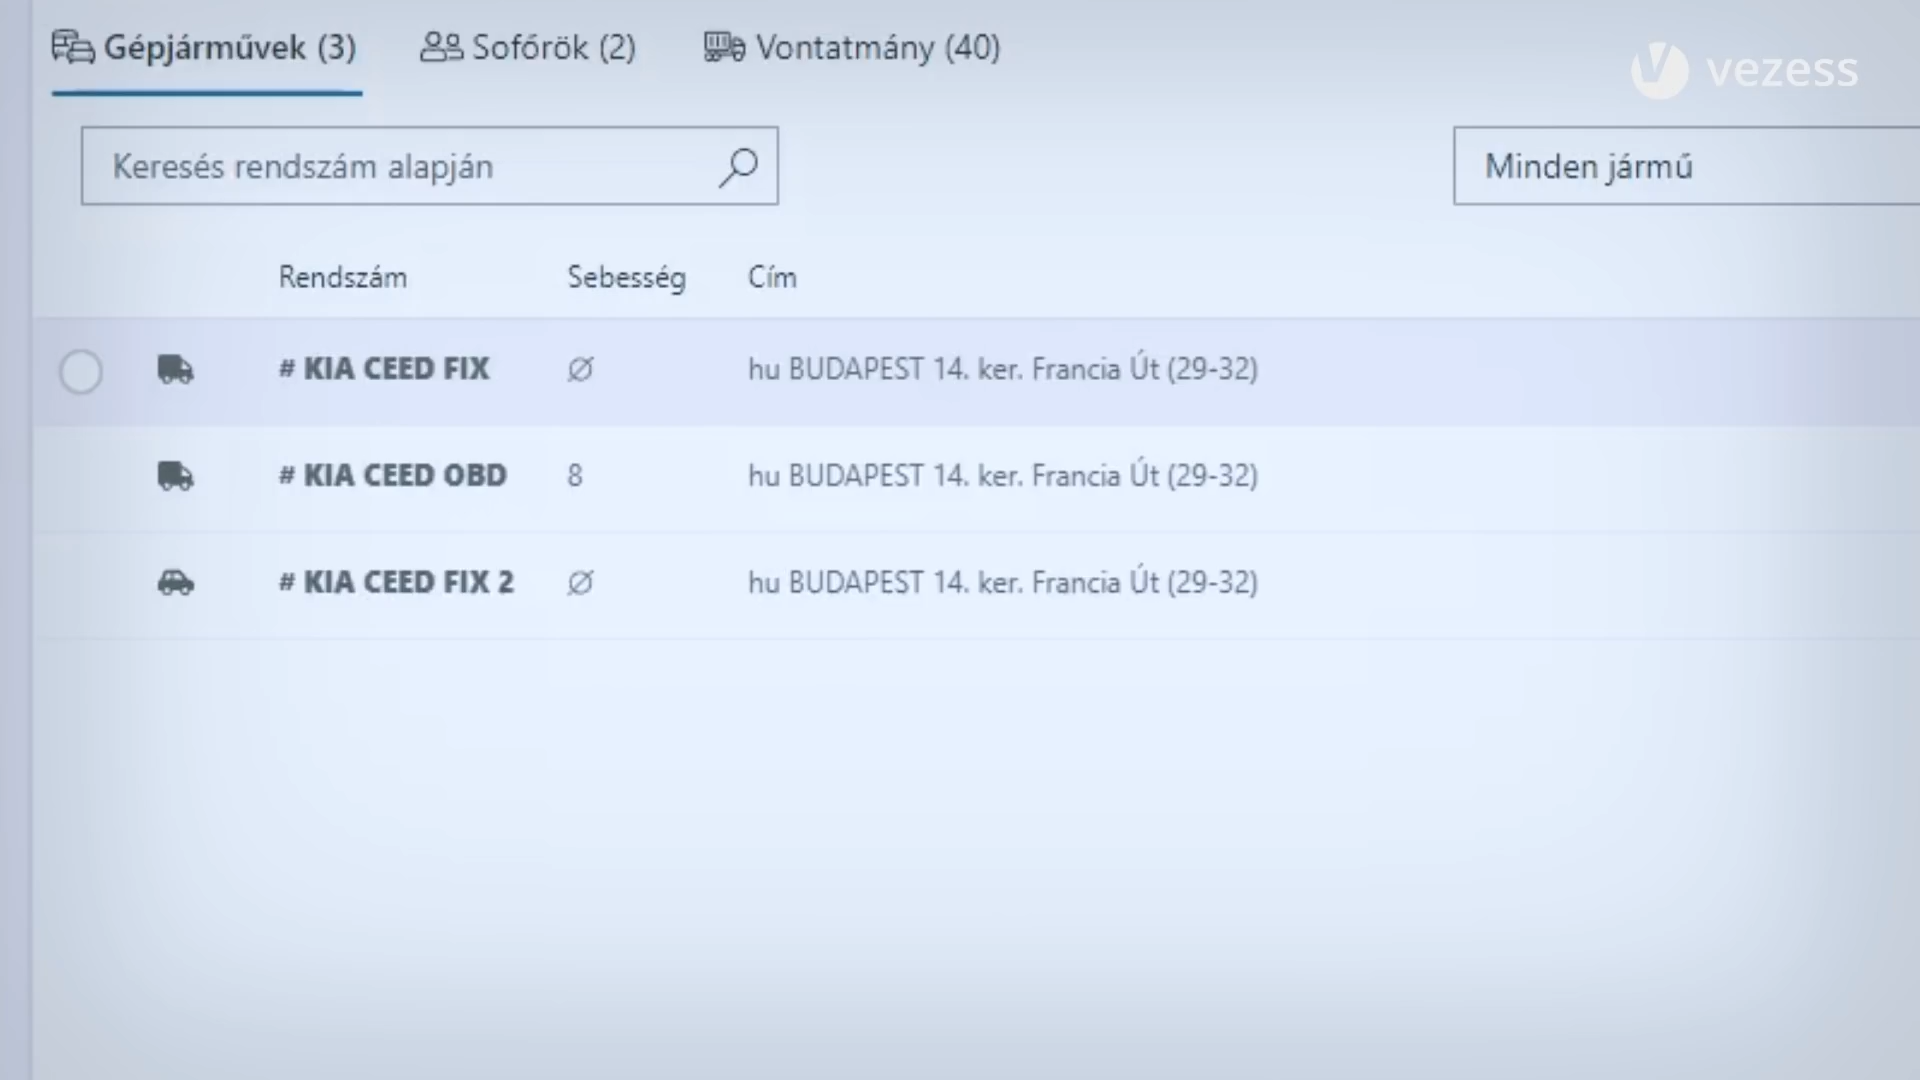 Gépjárművek (3) Sofőrök (2) Vontatmány (40)
vezess
Keresés rendszám alapján
Minden jármű
Rendszám Sebesség Cím
# KIA CEED FIX Ø hu BUDAPEST 14. ker. Francia Út (29-32)
# KIA CEED OBD 8 hu BUDAPEST 14. ker. Francia Út (29-32)
# KIA CEED FIX 2 Ø hu BUDAPEST 14. ker. Francia Út (29-32)